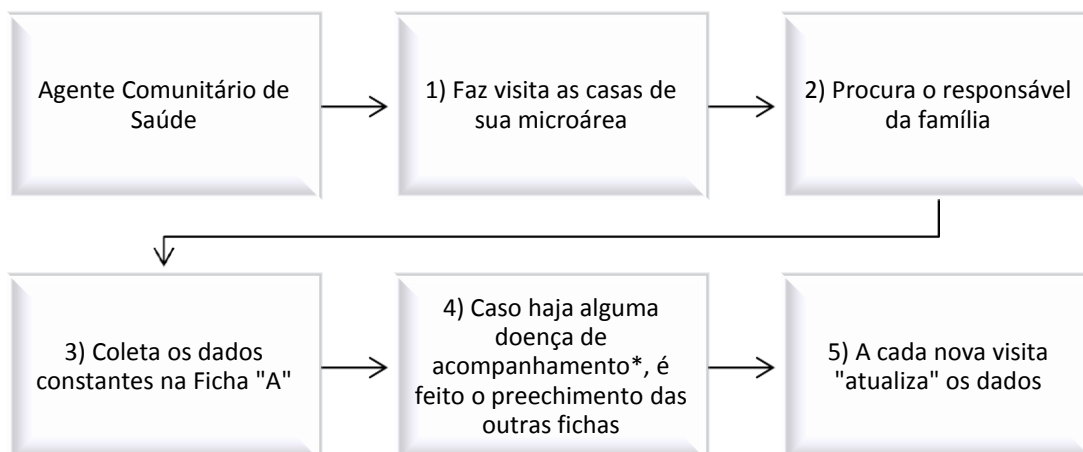 Agente Comunitário de
Saúde
1) Faz visita as casas de
sua microárea
2) Procura o responsável
da família
3) Coleta os dados
constantes na Ficha "A"
4) Caso haja alguma
doença de
acompanhamento*, é
feito o preechimento das
outras fichas
5) A cada nova visita
"atualiza" os dados